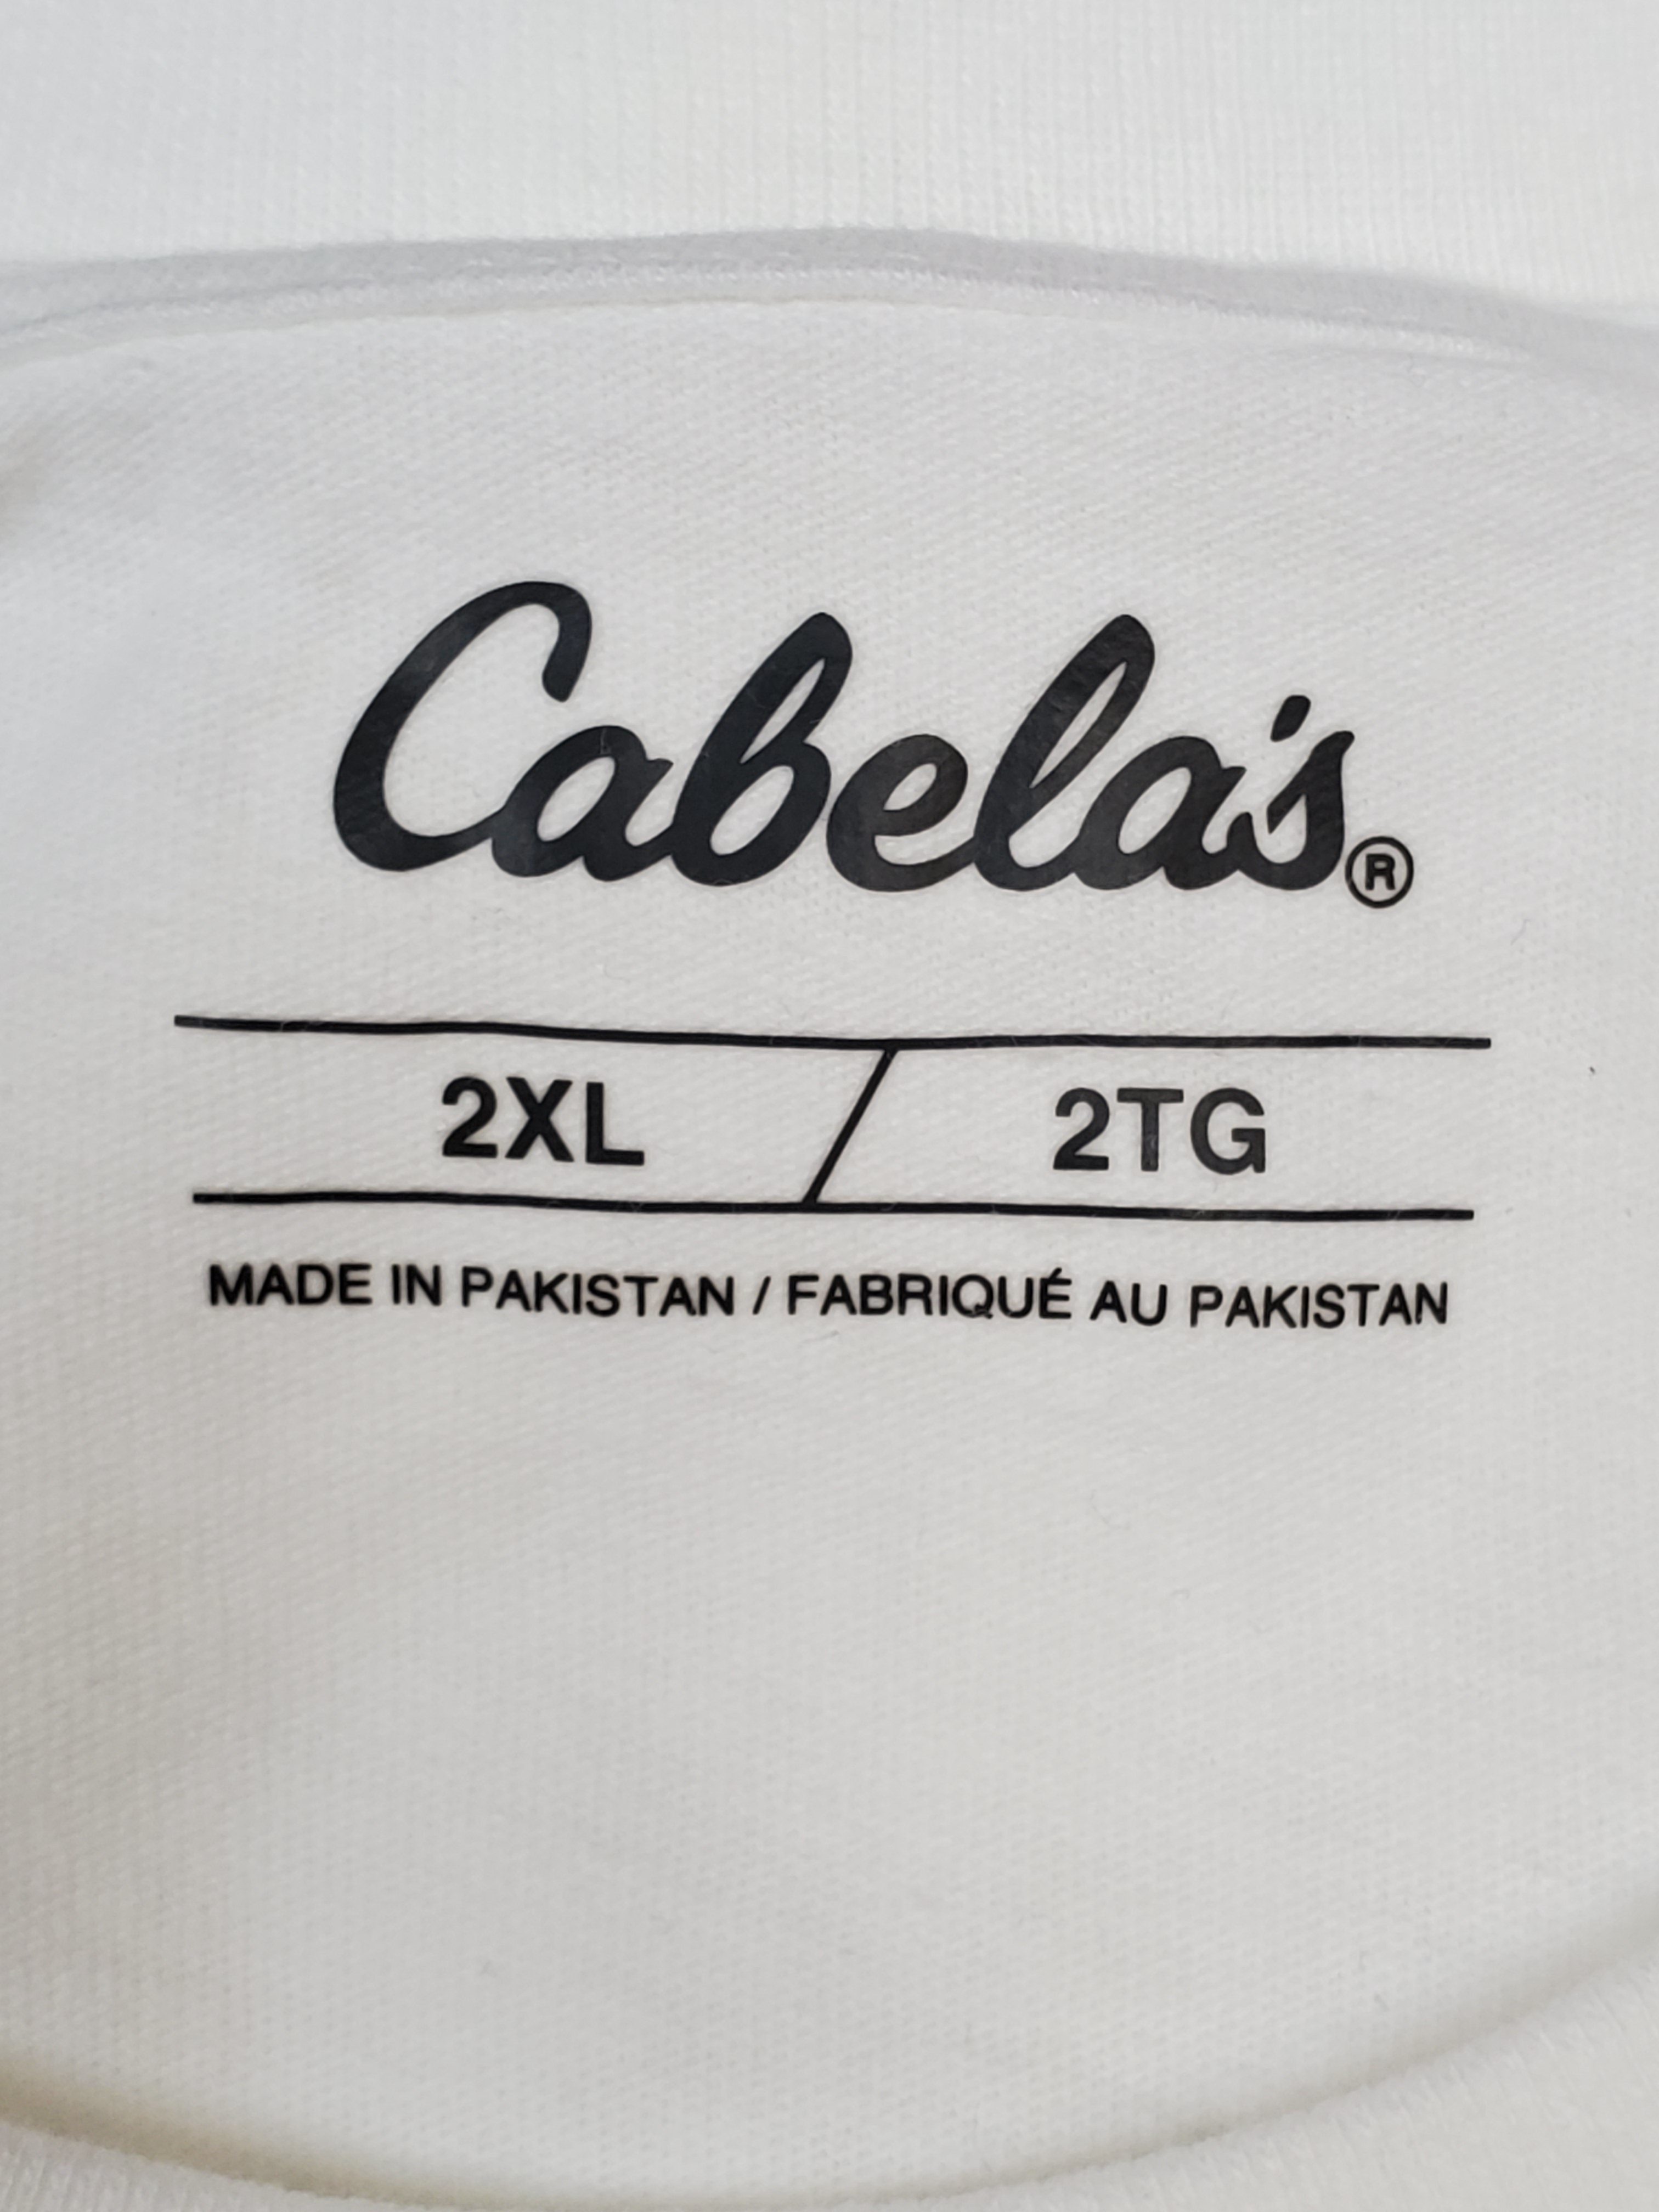 Cabela's®
2XL / 2TG
MADE IN PAKISTAN / FABRIQUÉ AU PAKISTAN